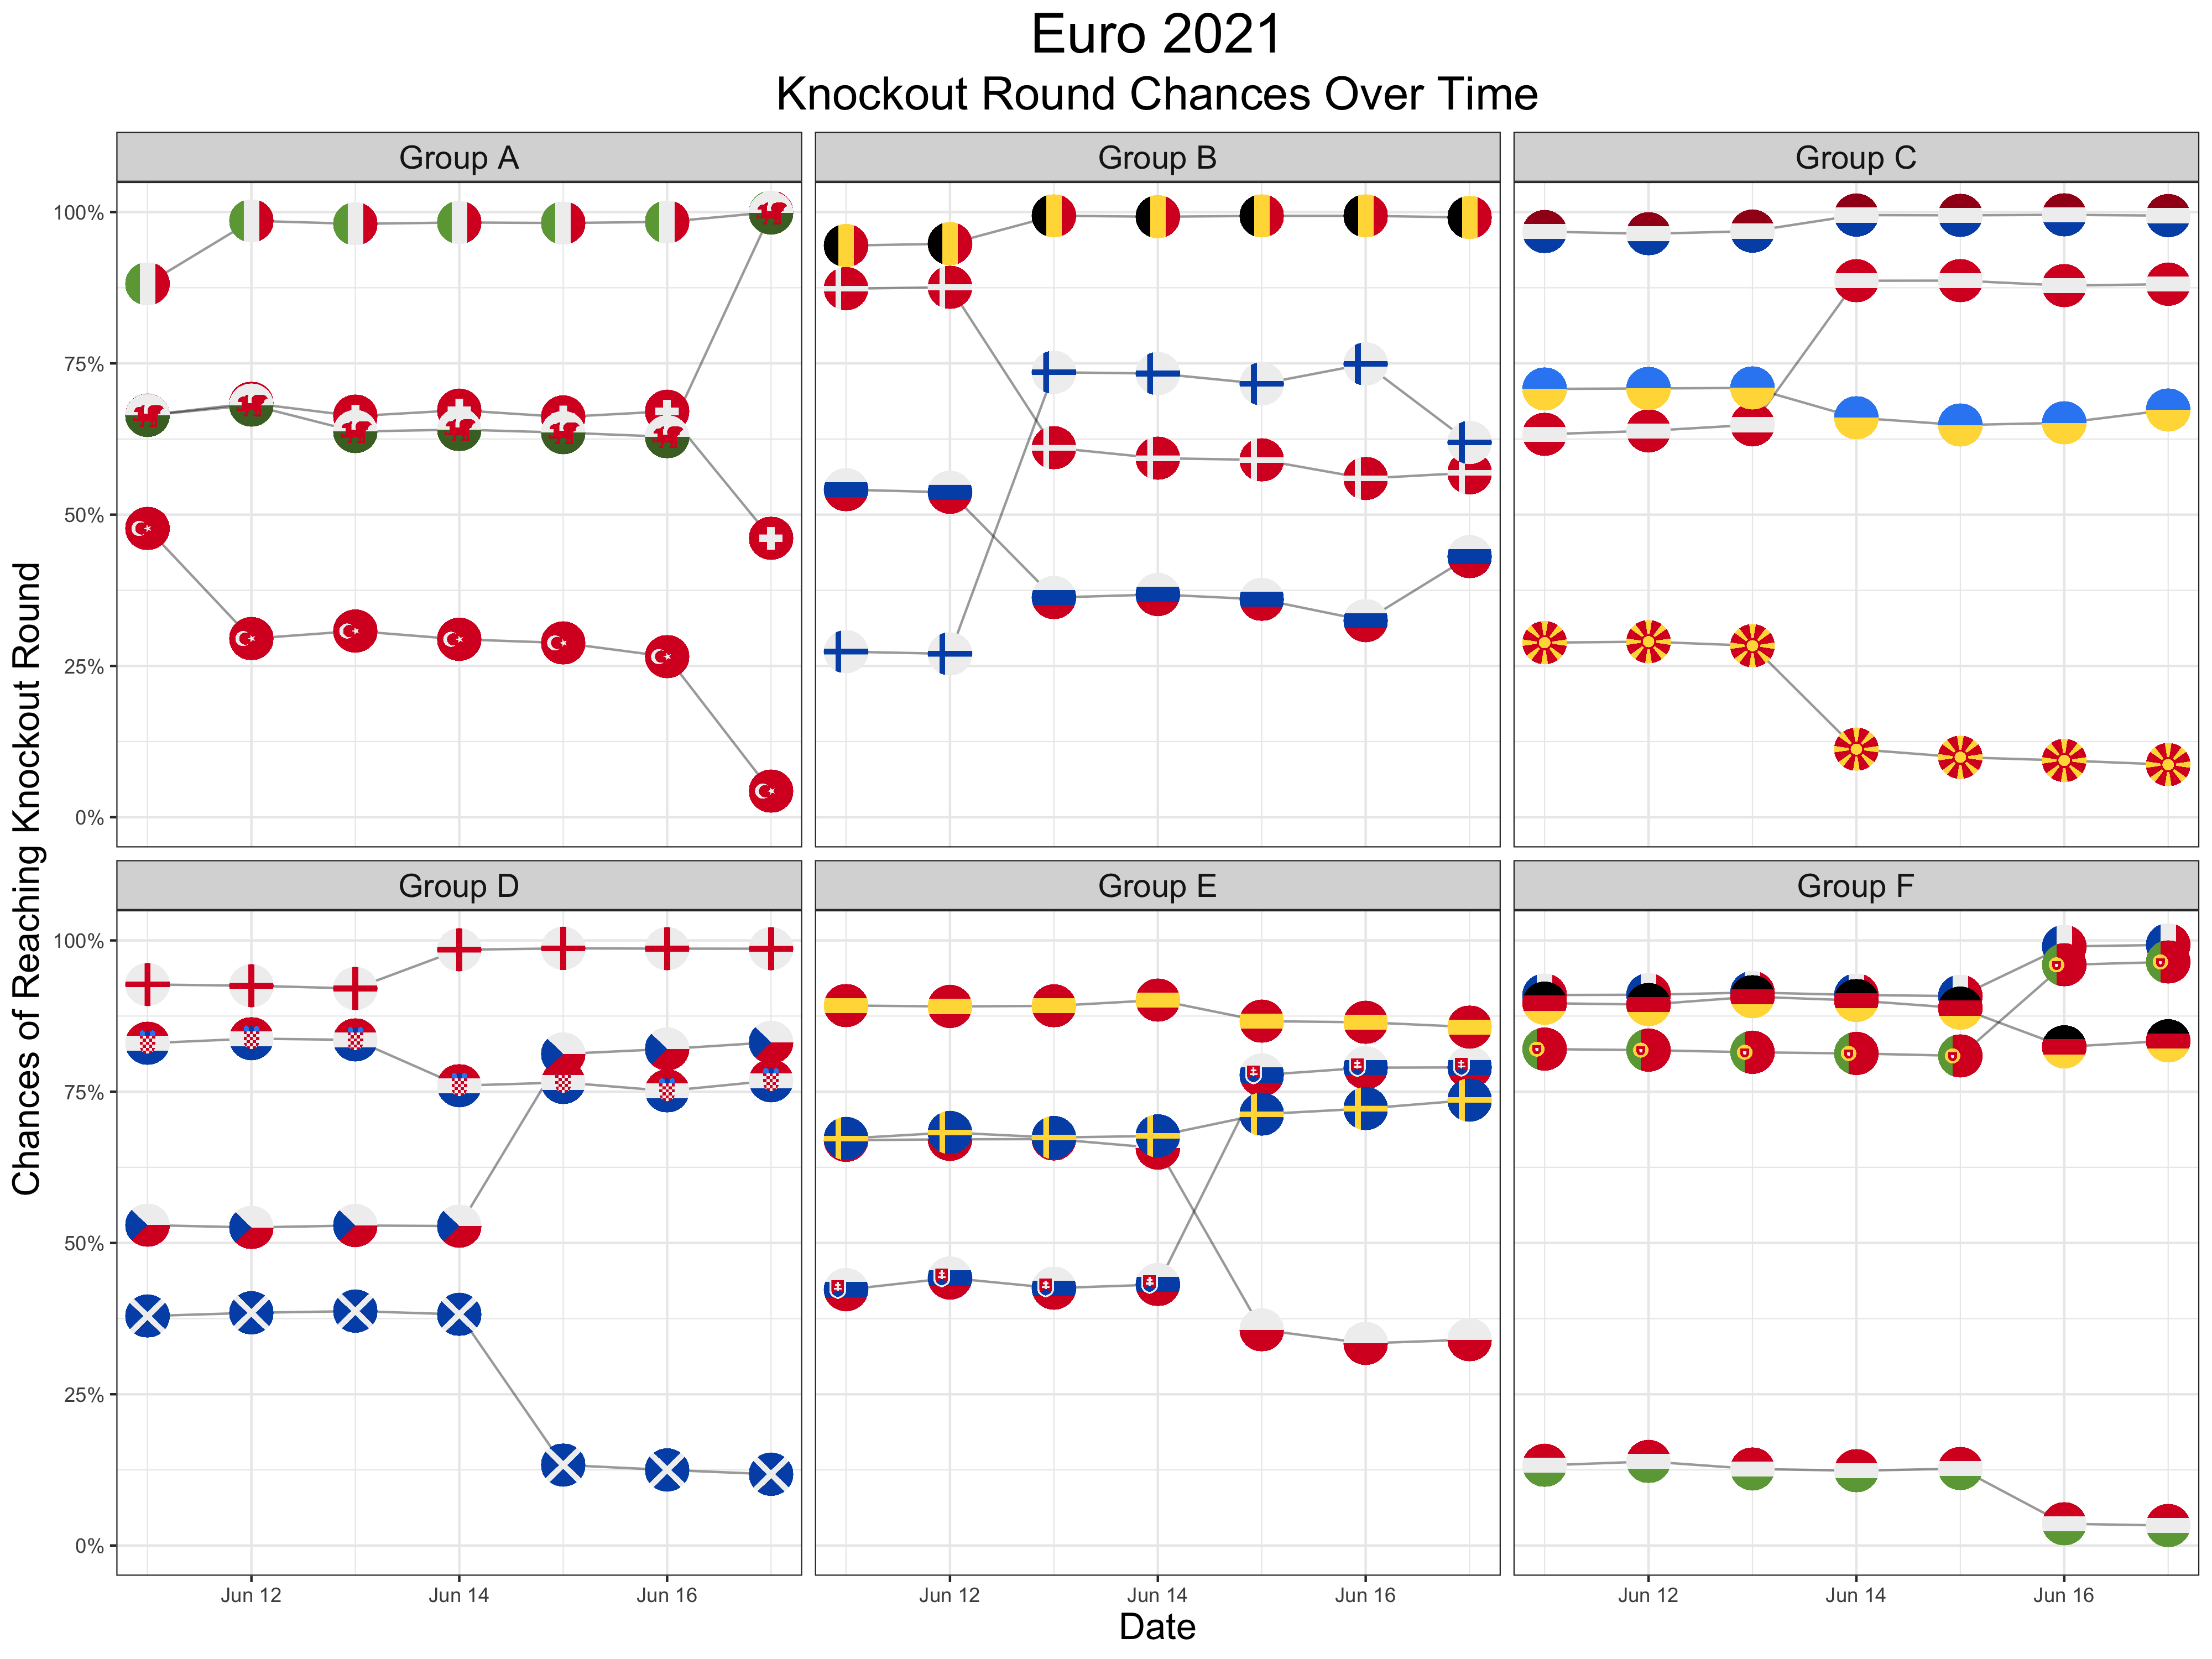 Euro 2021
Knockout Round Chances Over Time
Group A
Group B
Group C
100%
75%
50%
25%
0%
Chances of Reaching Knockout Round
Group D
Group E
Group F
100%
75%
50%
25%
0%
Jun 12 Jun 14 Jun 16
Jun 12 Jun 14 Jun 16
Jun 12 Jun 14 Jun 16
Date